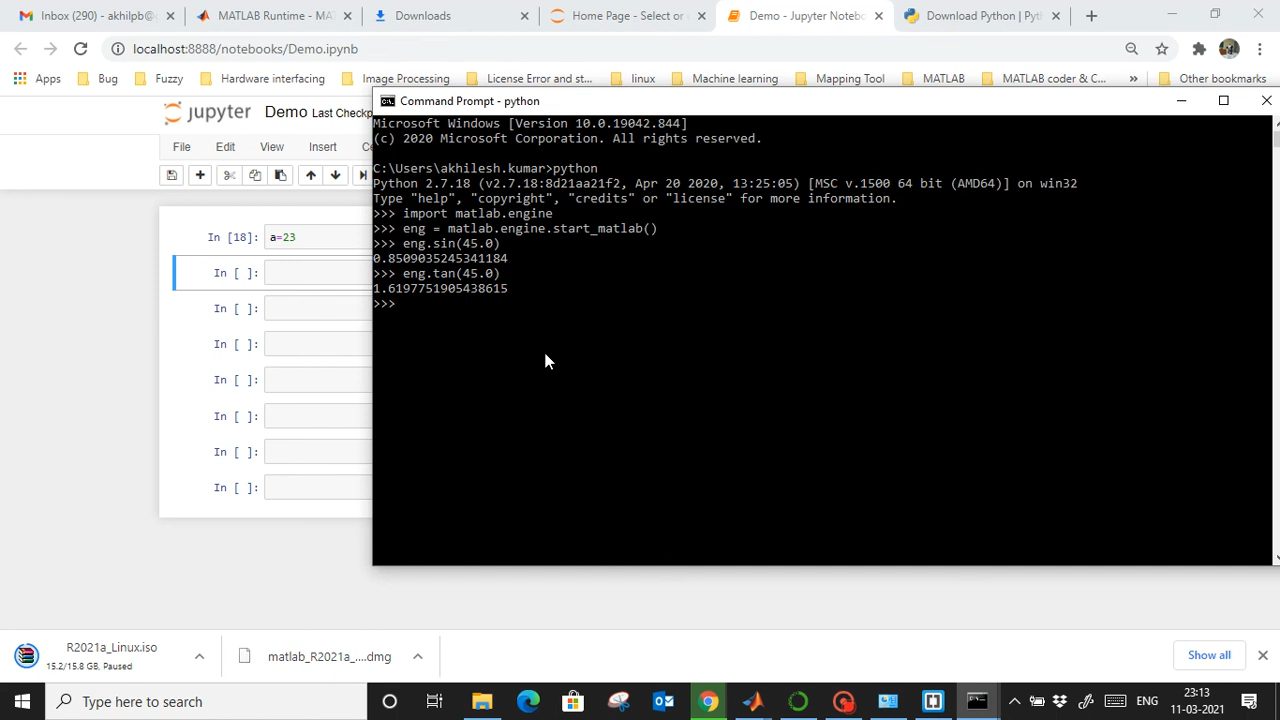 Inbox (290) - akhilpb@g
MATLAB Runtime - MA
Downloads
Home Page - Select or
Demo - Jupyter Noteb
Download Python | Pyt
localhost:8888/notebooks/Demo.ipynb
Apps
Bug
Fuzzy
Hardware interfacing
Image Processing
License Error and st...
linux
Machine learning
Mapping Tool
MATLAB
MATLAB coder & C...
»
Other bookmarks
jupyter
Demo Last Checkp
File
Edit
View
Insert
In [18]:
a=23
In [ ]:
In [ ]:
In [ ]:
In [ ]:
In [ ]:
In [ ]:
In [ ]:
Command Prompt - python
Microsoft Windows [Version 10.0.19042.844]
(c) 2020 Microsoft Corporation. All rights reserved.
C:\Users\akhilesh.kumar>python
Python 2.7.18 (v2.7.18:8d21aa21f2, Apr 20 2020, 13:25:05) [MSC v.1500 64 bit (AMD64)] on win32
Type "help", "copyright", "credits" or "license" for more information.
>>> import matlab.engine
>>> eng = matlab.engine.start_matlab()
>>> eng.sin(45.0)
0.8509035245341184
>>> eng.tan(45.0)
1.6197751905438615
>>>
R2021a_Linux.iso
15.2/15.8 GB, Paused
matlab_R2021a_....dmg
Show all
Type here to search
ENG
23:13
11-03-2021